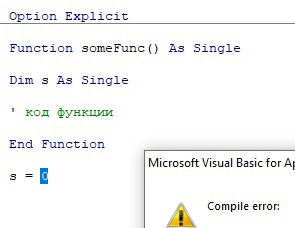 Option Explicit
Function someFunc() As Single
Dim s As Single
' код функции
End Function
s = 0
Microsoft Visual Basic for Ap
Compile error: